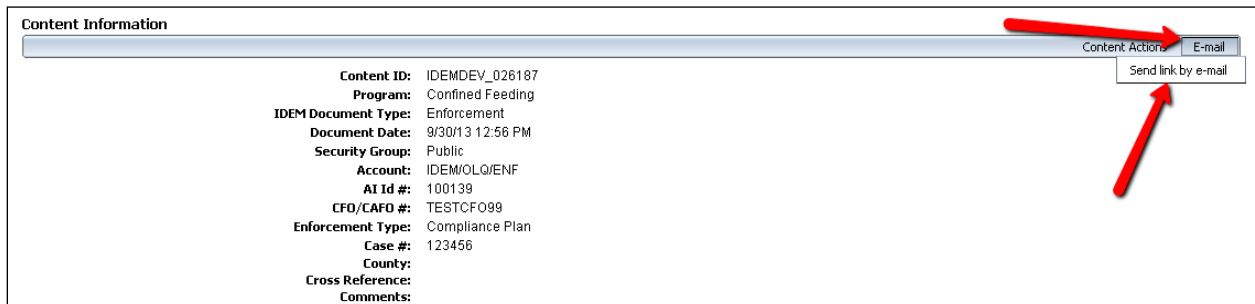 Content Information
Content Actions E-mail
Send link by e-mail
Content ID: IDEMDEV_026187
Program: Confined Feeding
IDEM Document Type: Enforcement
Document Date: 9/30/13 12:56 PM
Security Group: Public
Account: IDEM/OLQ/ENF
AI Id #: 100139
CFO/CAFO #: TESTCFO99
Enforcement Type: Compliance Plan
Case #: 123456
County:
Cross Reference:
Comments: